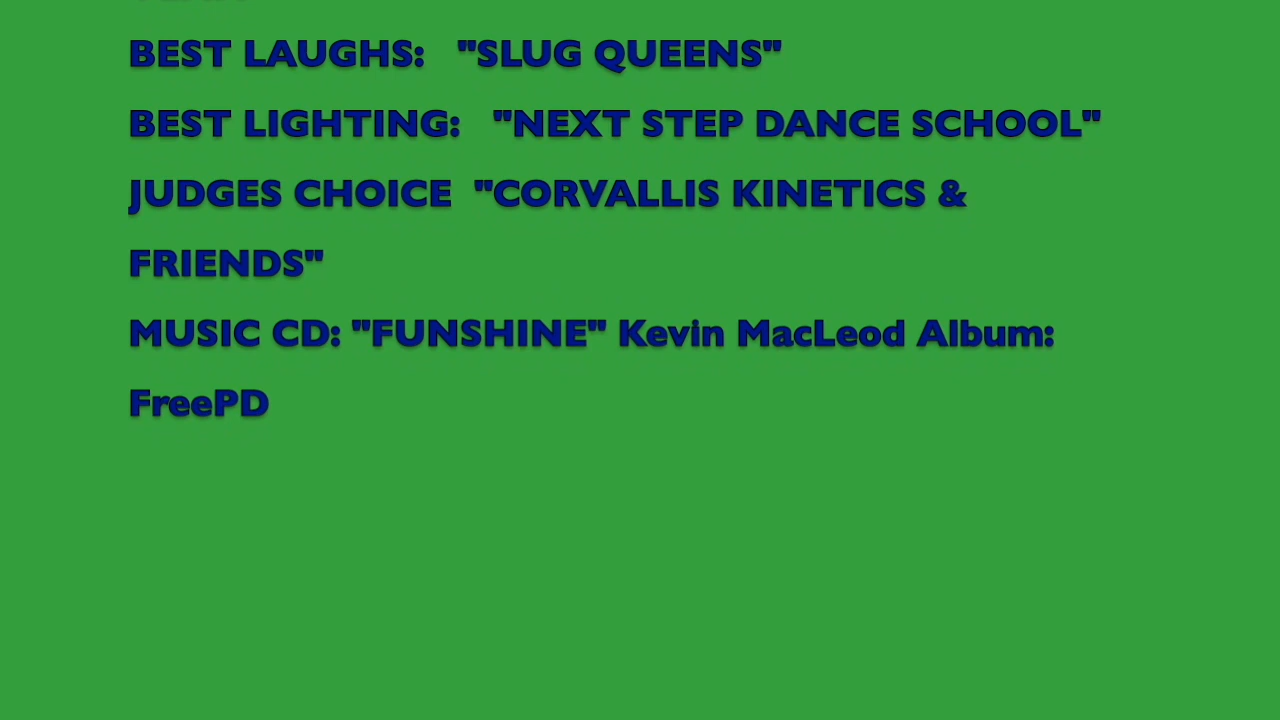 BEST LAUGHS: "SLUG QUEENS"
BEST LIGHTING: "NEXT STEP DANCE SCHOOL"
JUDGES CHOICE "CORVALLIS KINETICS &
FRIENDS"
MUSIC CD: "FUNSHINE" Kevin MacLeod Album:
FreePD